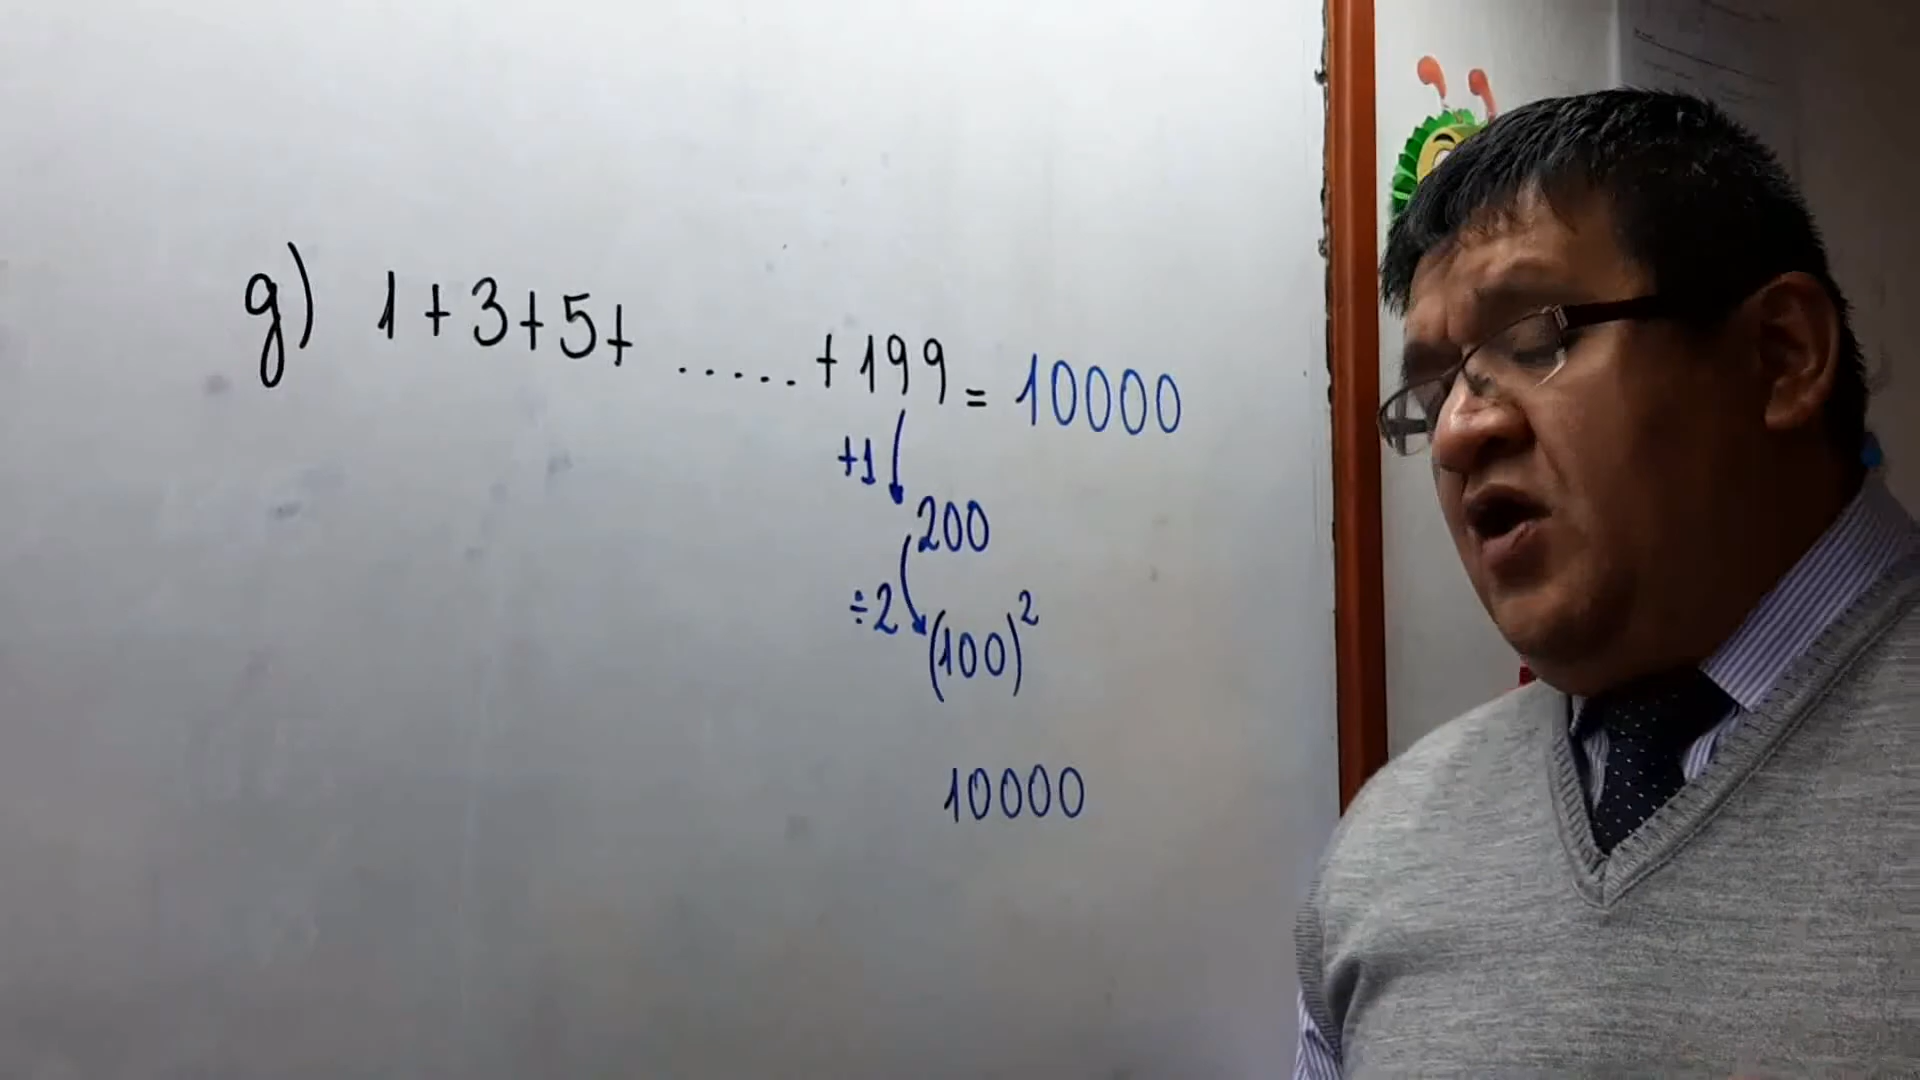 g) 1 + 3 + 5 + ..... + 199 = 10000
+1
200
÷2 (100)²
10000